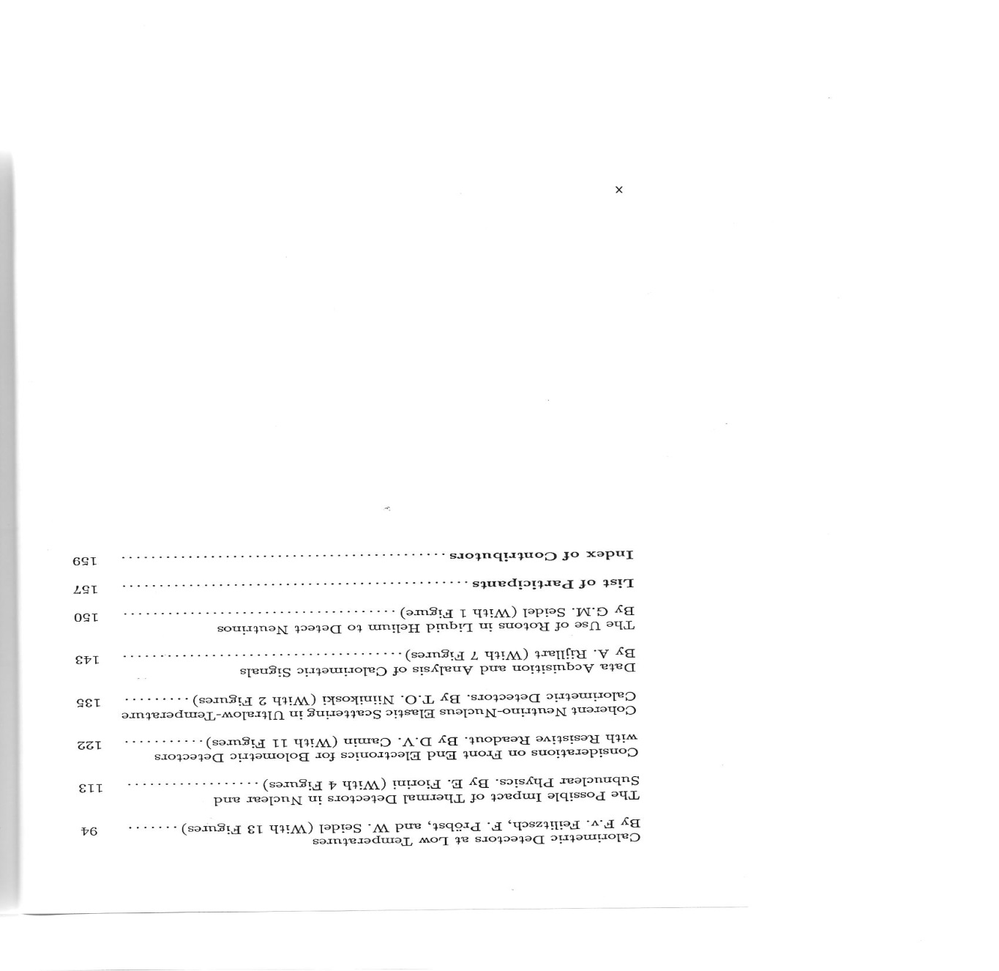 Calorimetric Detectors at Low Temperatures
By F.v. Feilitzsch, F. Pröbst, and W. Seidel (With 13 Figures) ....... 94
The Possible Impact of Thermal Detectors in Nuclear and
Subnuclear Physics. By E. Fiorini (With 4 Figures) .................. 113
Considerations on Front End Electronics for Bolometric Detectors
with Resistive Readout. By D.V. Camin (With 11 Figures) ........... 122
Coherent Neutrino-Nucleus Elastic Scattering in Ultralow-Temperature
Calorimetric Detectors. By T.O. Niinikoski (With 2 Figures) ......... 135
Data Acquisition and Analysis of Calorimetric Signals
By A. Rijllart (With 7 Figures) ...................................... 143
The Use of Rotons in Liquid Helium to Detect Neutrinos
By G.M. Seidel (With 1 Figure) ..................................... 150
List of Participants ............................................... 157
Index of Contributors ............................................ 159
X